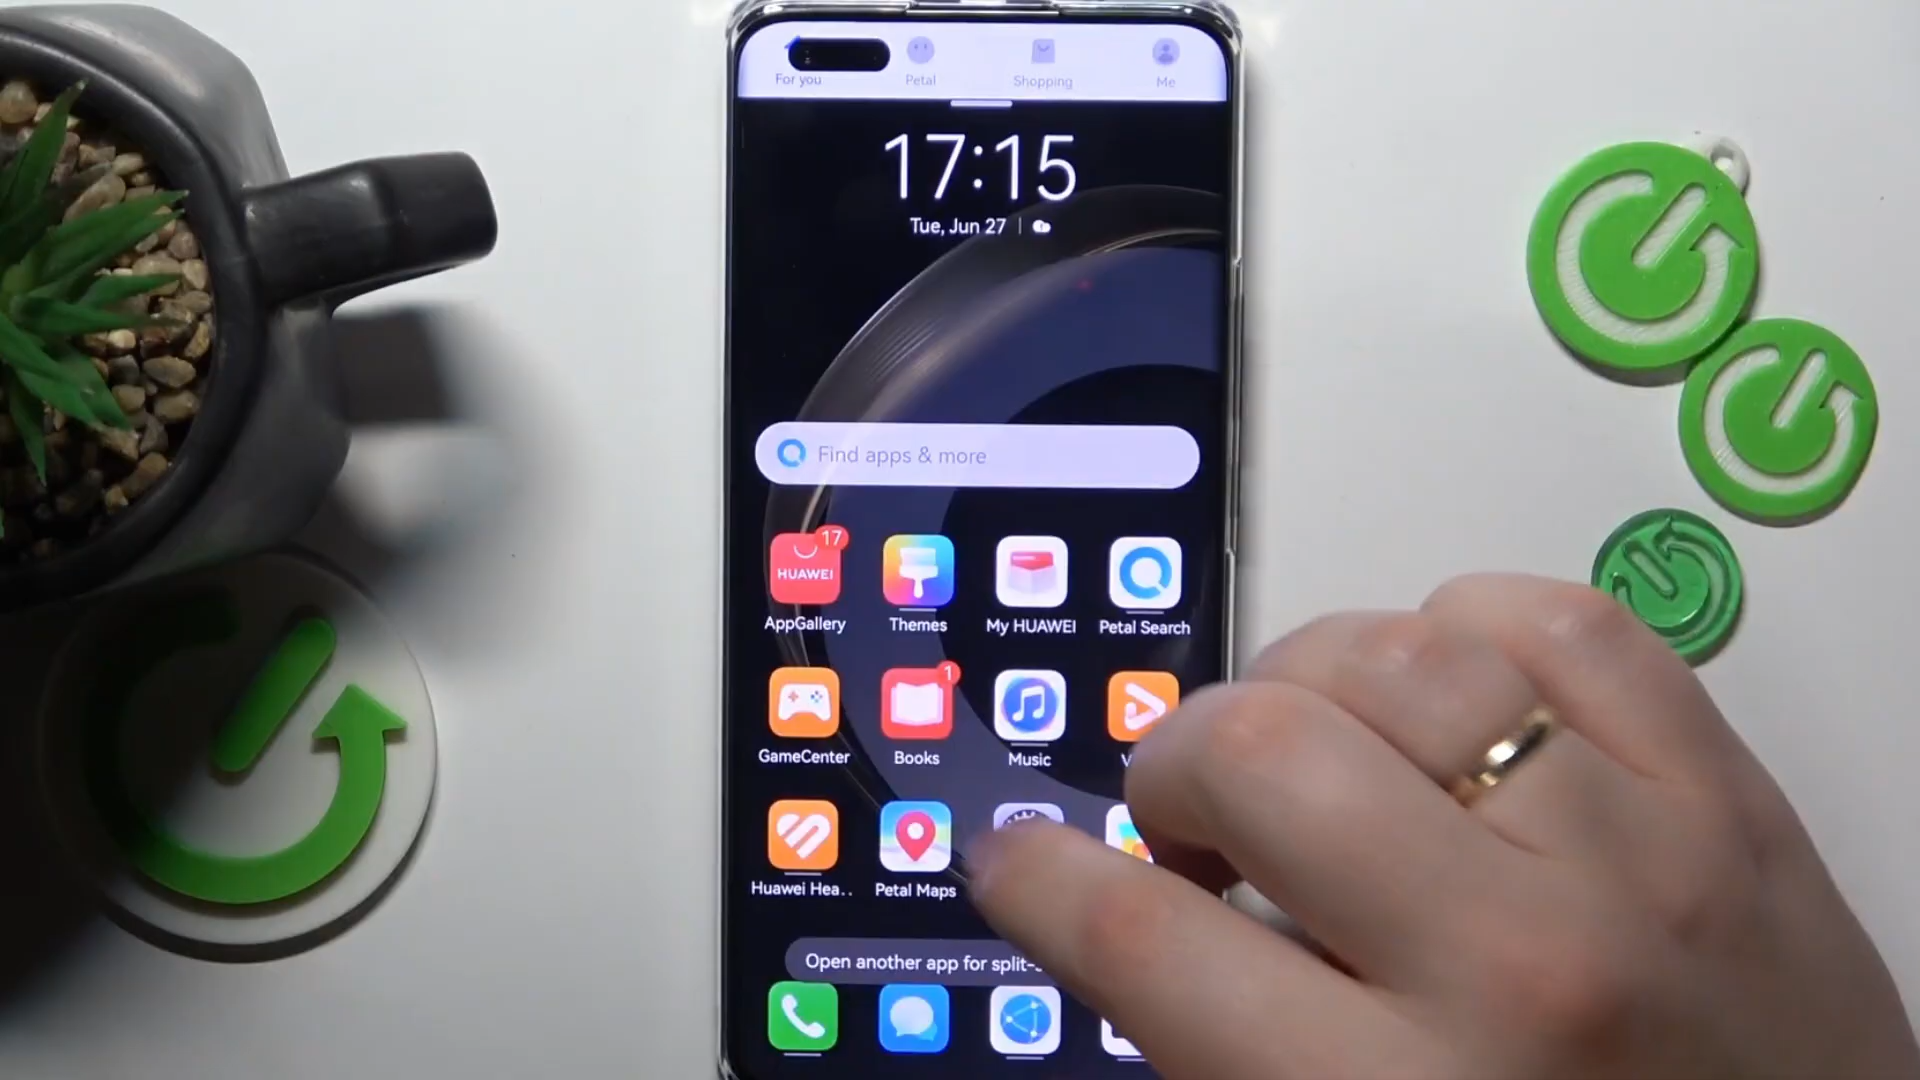 For you
Petal
Shopping
Me
17:15
Tue, Jun 27
Find apps & more
17
HUAWEI
AppGallery
Themes
My HUAWEI
Petal Search
1
GameCenter
Books
Music
Huawei Hea..
Petal Maps
Open another app for